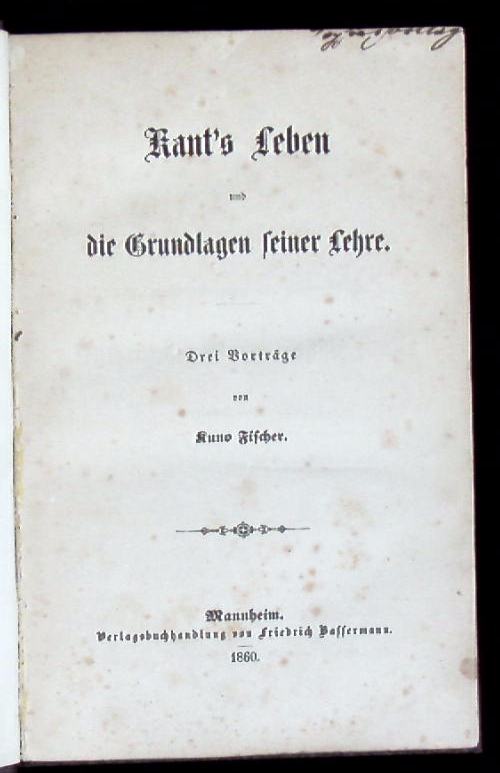 Kant's Leben
und
die Grundlagen seiner Lehre.
Drei Vorträge
von
Kuno Fischer.
Mannheim.
Verlagsbuchhandlung von Friedrich Bassermann.
1860.